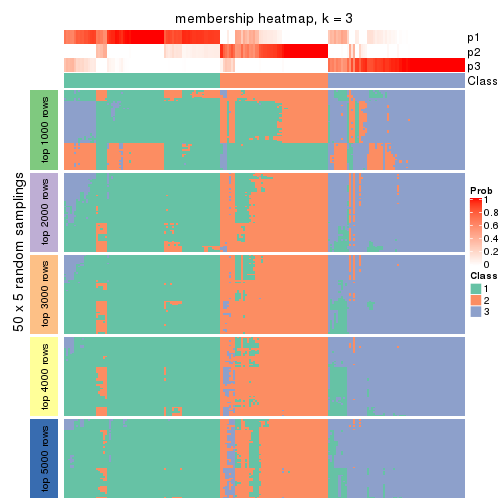 membership heatmap, k = 3
p1
p2
p3
Class
50 x 5 random samplings
top 1000 rows
top 2000 rows
top 3000 rows
top 4000 rows
top 5000 rows
Prob
1
0.8
0.6
0.4
0.2
0
Class
1
2
3